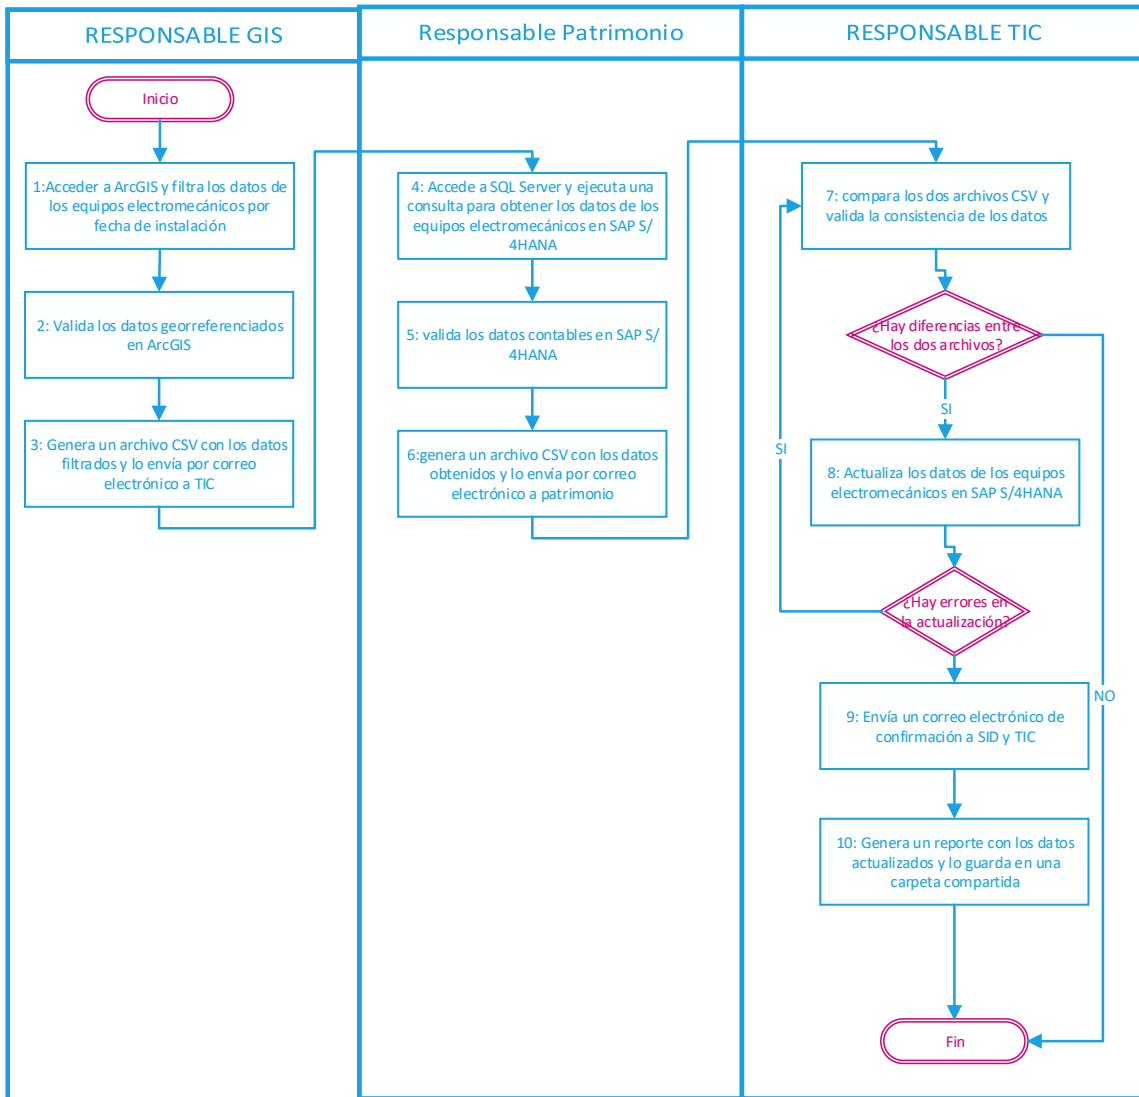 RESPONSABLE GIS
Responsable Patrimonio
RESPONSABLE TIC
Inicio
1:Acceder a ArcGIS y filtra los datos de
los equipos electromecánicos por
fecha de instalación
2: Valida los datos georreferenciados
en ArcGIS
3: Genera un archivo CSV con los datos
filtrados y lo envía por correo
electrónico a TIC
4: Accede a SQL Server y ejecuta una
consulta para obtener los datos de los
equipos electromecánicos en SAP S/
4HANA
5: valida los datos contables en SAP S/
4HANA
6:genera un archivo CSV con los datos
obtenidos y lo envía por correo
electrónico a patrimonio
7: compara los dos archivos CSV y
valida la consistencia de los datos
¿Hay diferencias entre
los dos archivos?
SI
8: Actualiza los datos de los equipos
electromecánicos en SAP S/4HANA
SI
¿Hay errores en
la actualización?
NO
9: Envía un correo electrónico de
confirmación a SID y TIC
10: Genera un reporte con los datos
actualizados y lo guarda en una
carpeta compartida
Fin